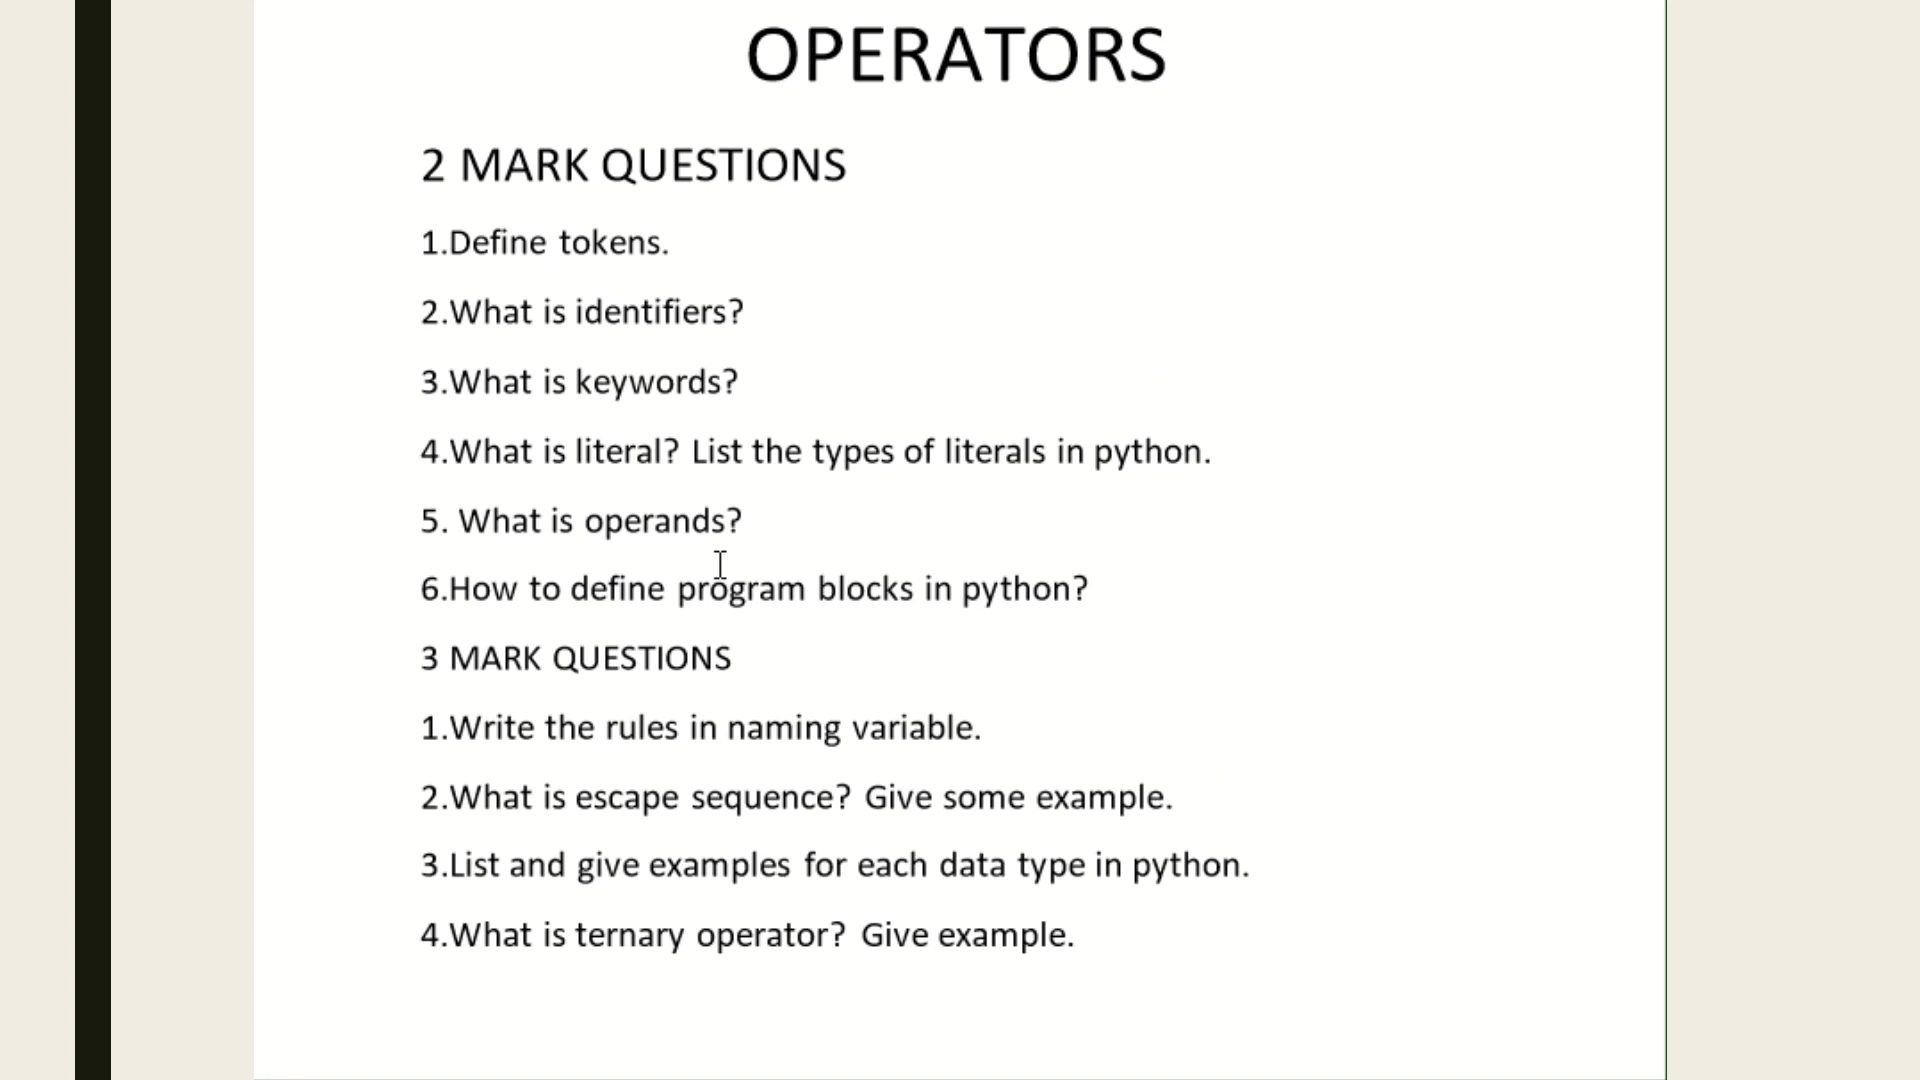 OPERATORS
2 MARK QUESTIONS
1.Define tokens.
2.What is identifiers?
3.What is keywords?
4.What is literal? List the types of literals in python.
5. What is operands?
6.How to define program blocks in python?
3 MARK QUESTIONS
1.Write the rules in naming variable.
2.What is escape sequence? Give some example.
3.List and give examples for each data type in python.
4.What is ternary operator? Give example.